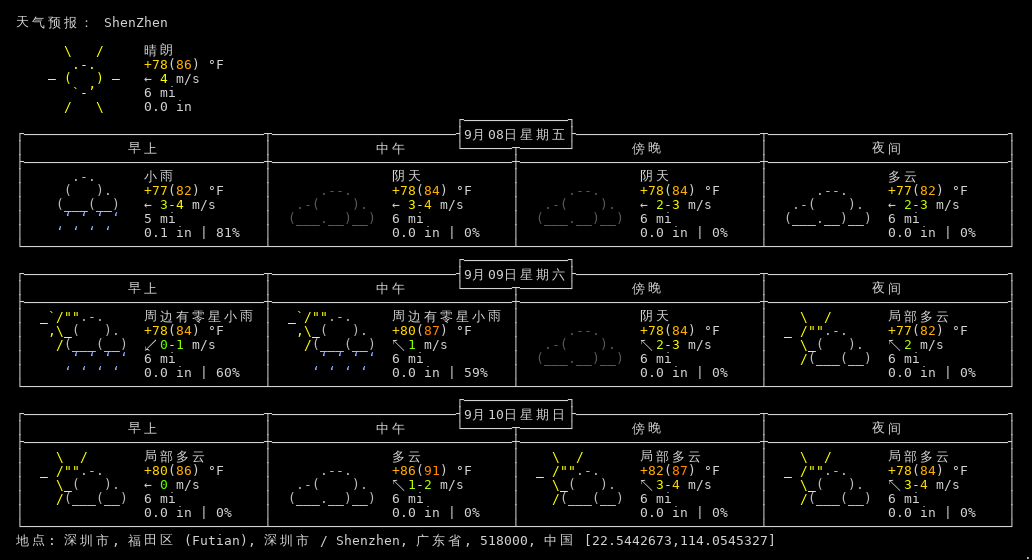 天气预报： ShenZhen
晴朗
+78(86) °F
← 4 m/s
6 mi
0.0 in
9月08日星期五
早上 中午 傍晚 夜间
小雨 阴天 阴天 多云
+77(82) °F +78(84) °F +78(84) °F +77(82) °F
← 3-4 m/s ← 3-4 m/s ← 2-3 m/s ← 2-3 m/s
5 mi 6 mi 6 mi 6 mi
0.1 in | 81% 0.0 in | 0% 0.0 in | 0% 0.0 in | 0%
9月09日星期六
早上 中午 傍晚 夜间
周边有零星小雨 周边有零星小雨 阴天 局部多云
+78(84) °F +80(87) °F +78(84) °F +77(82) °F
↙ 0-1 m/s ↖ 1 m/s ↖ 2-3 m/s ↖ 2 m/s
6 mi 6 mi 6 mi 6 mi
0.0 in | 60% 0.0 in | 59% 0.0 in | 0% 0.0 in | 0%
9月10日星期日
早上 中午 傍晚 夜间
局部多云 多云 局部多云 局部多云
+80(86) °F +86(91) °F +82(87) °F +78(84) °F
← 0 m/s ↖ 1-2 m/s ↖ 3-4 m/s ↖ 3-4 m/s
6 mi 6 mi 6 mi 6 mi
0.0 in | 0% 0.0 in | 0% 0.0 in | 0% 0.0 in | 0%
地点: 深圳市, 福田区 (Futian), 深圳市 / Shenzhen, 广东省, 518000, 中国 [22.5442673,114.0545327]